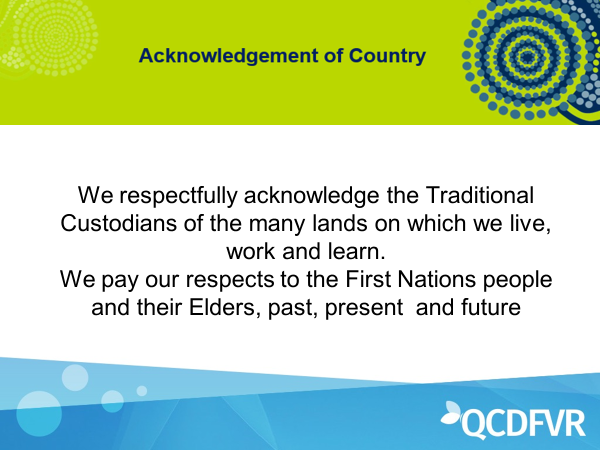 Acknowledgement of Country
We respectfully acknowledge the Traditional
Custodians of the many lands on which we live,
work and learn.
We pay our respects to the First Nations people
and their Elders, past, present  and future
QCDFVR